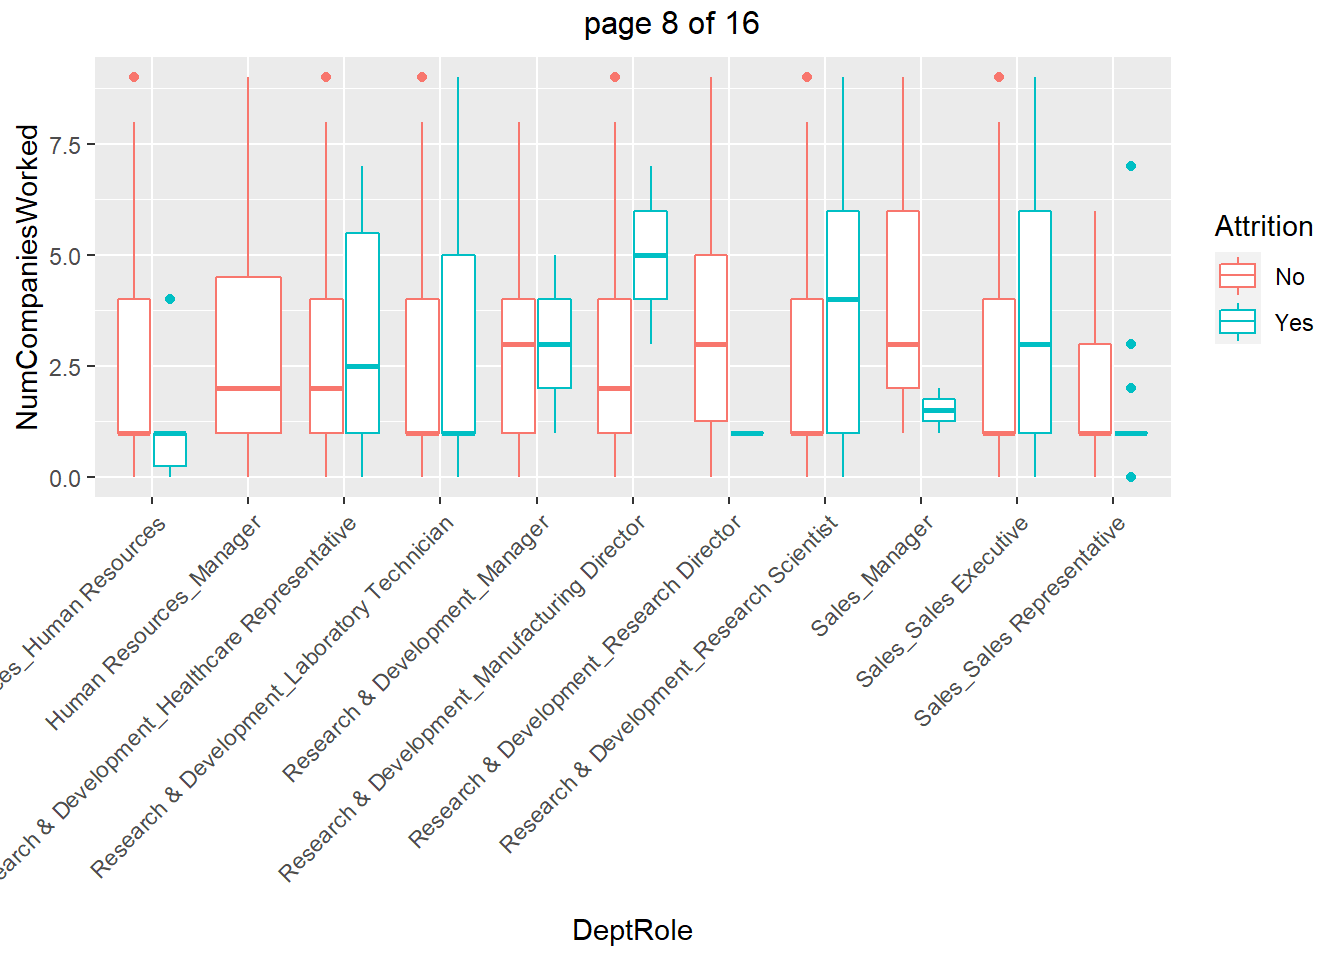 page 8 of 16
NumCompaniesWorked
7.5
5.0
2.5
0.0
Attrition
No
Yes
_Human Resources
Human Resources_Manager
& Development_Healthcare Representative
Research & Development_Laboratory Technician
Research & Development_Manager
Research & Development_Manufacturing Director
Research & Development_Research Director
Research & Development_Research Scientist
Sales_Manager
Sales_Sales Executive
Sales_Sales Representative
DeptRole